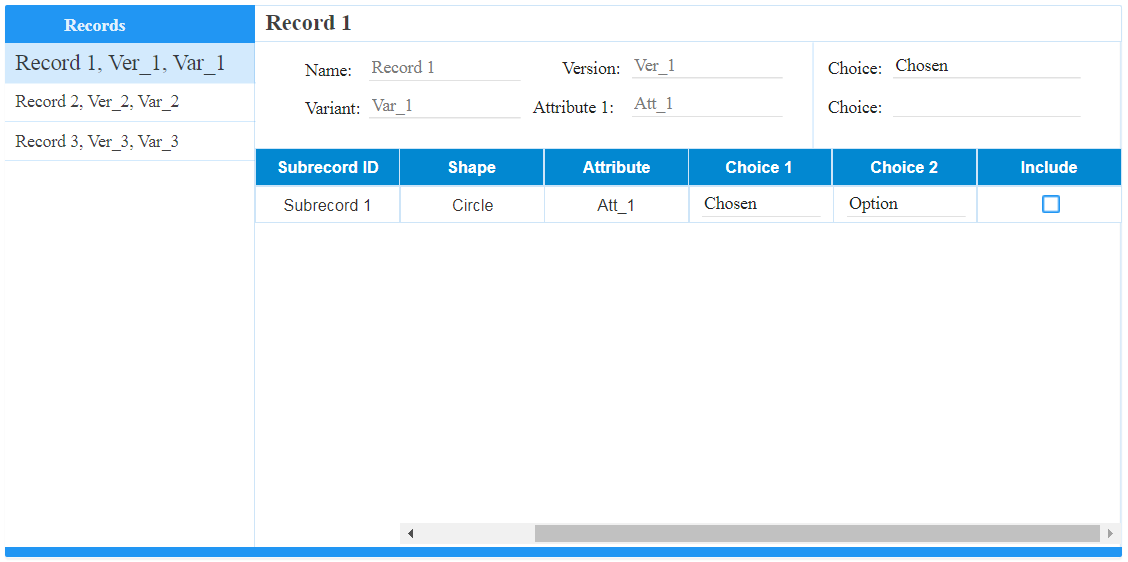 Records
Record 1, Ver_1, Var_1
Record 2, Ver_2, Var_2
Record 3, Ver_3, Var_3
Record 1
Name: Record 1 Version: Ver_1 Choice: Chosen
Variant: Var_1 Attribute 1: Att_1 Choice:
Subrecord ID Shape Attribute Choice 1 Choice 2 Include
Subrecord 1 Circle Att_1 Chosen Option